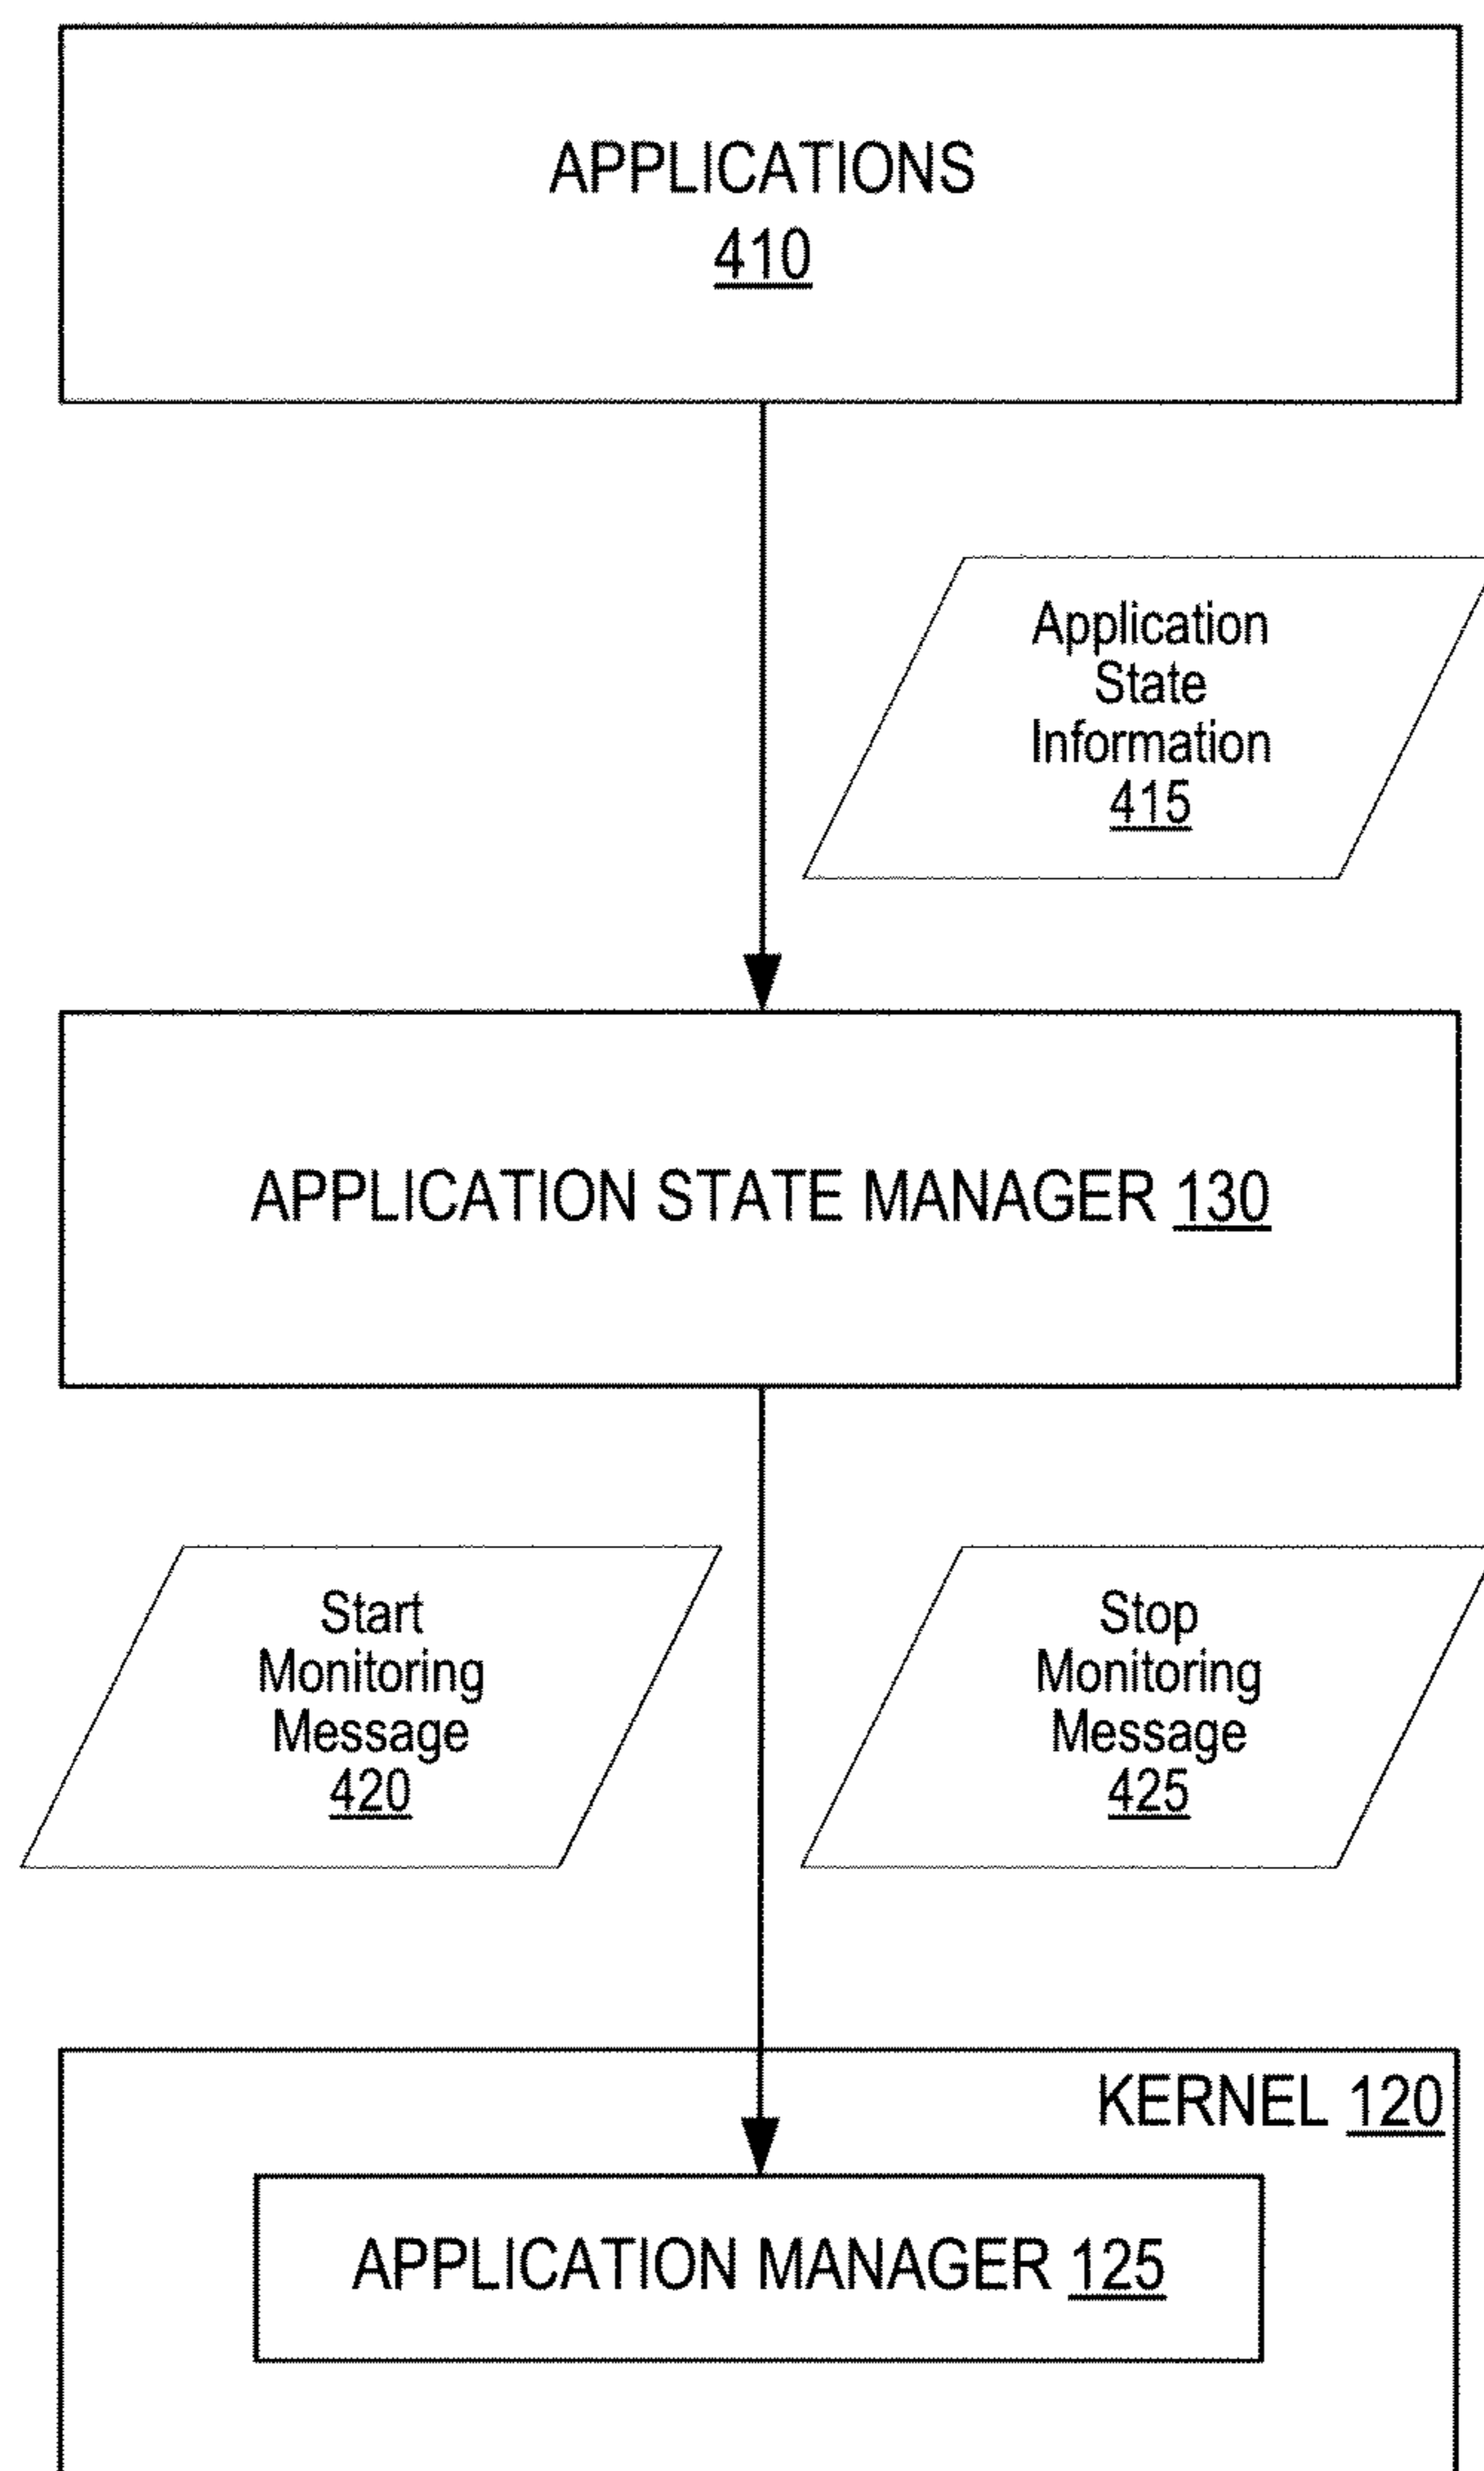 APPLICATIONS
410
Application
State
Information
415
APPLICATION STATE MANAGER 130
Start
Monitoring
Message
420
Stop
Monitoring
Message
425
KERNEL 120
APPLICATION MANAGER 125